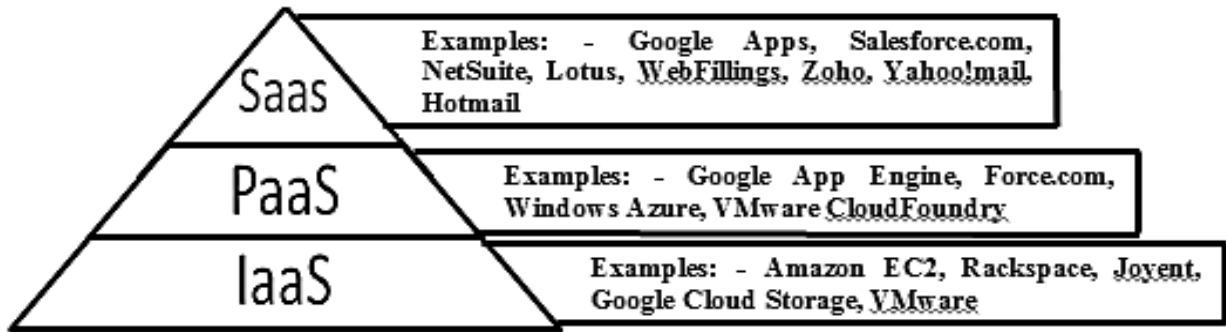 Saas
Examples: - Google Apps, Salesforce.com,
NetSuite, Lotus, WebFillings, Zoho, Yahoo!mail,
Hotmail
PaaS
Examples: - Google App Engine, Force.com,
Windows Azure, VMware CloudFoundry
IaaS
Examples: - Amazon EC2, Rackspace, Joyent,
Google Cloud Storage, VMware